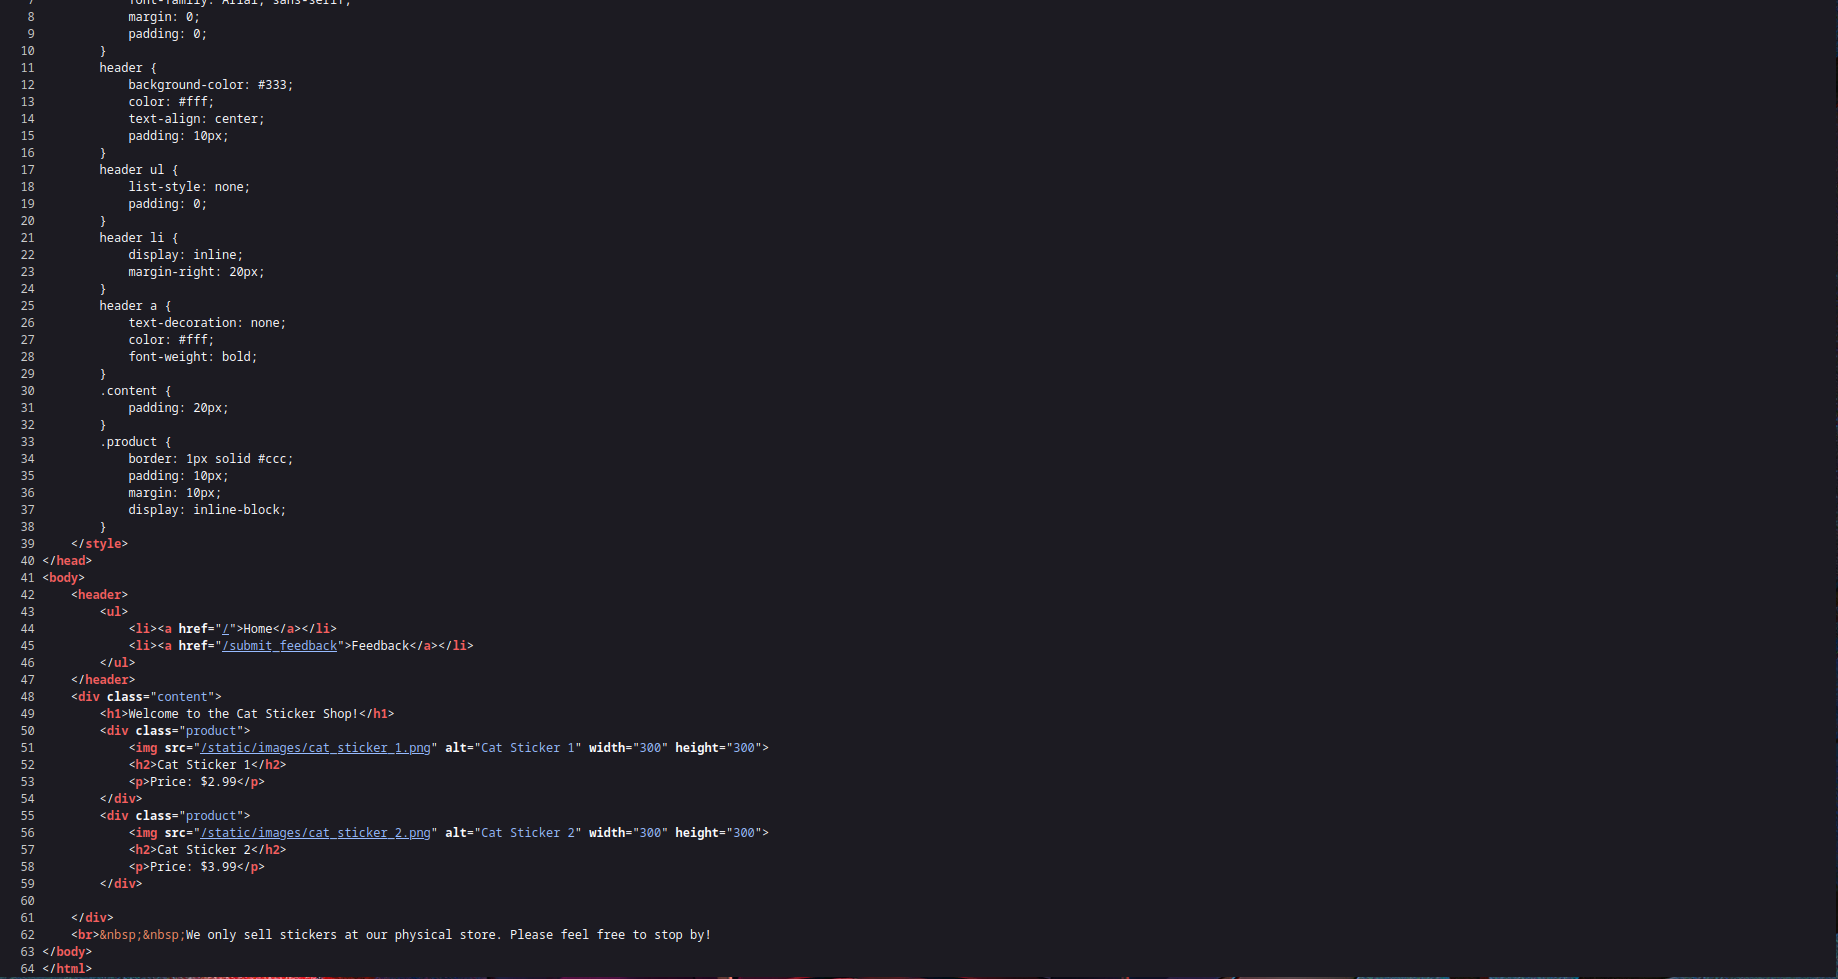 7 font-family: Arial, sans-serif;
8 margin: 0;
9 padding: 0;
10 }
11 header {
12 background-color: #333;
13 color: #fff;
14 text-align: center;
15 padding: 10px;
16 }
17 header ul {
18 list-style: none;
19 padding: 0;
20 }
21 header li {
22 display: inline;
23 margin-right: 20px;
24 }
25 header a {
26 text-decoration: none;
27 color: #fff;
28 font-weight: bold;
29 }
30 .content {
31 padding: 20px;
32 }
33 .product {
34 border: 1px solid #ccc;
35 padding: 10px;
36 margin: 10px;
37 display: inline-block;
38 }
39 </style>
40 </head>
41 <body>
42 <header>
43 <ul>
44 <li><a href="/">Home</a></li>
45 <li><a href="/submit_feedback">Feedback</a></li>
46 </ul>
47 </header>
48 <div class="content">
49 <h1>Welcome to the Cat Sticker Shop!</h1>
50 <div class="product">
51 <img src="/static/images/cat_sticker_1.png" alt="Cat Sticker 1" width="300" height="300">
52 <h2>Cat Sticker 1</h2>
53 <p>Price: $2.99</p>
54 </div>
55 <div class="product">
56 <img src="/static/images/cat_sticker_2.png" alt="Cat Sticker 2" width="300" height="300">
57 <h2>Cat Sticker 2</h2>
58 <p>Price: $3.99</p>
59 </div>
60
61 </div>
62 <br>&nbsp;&nbsp;We only sell stickers at our physical store. Please feel free to stop by!
63 </body>
64 </html>